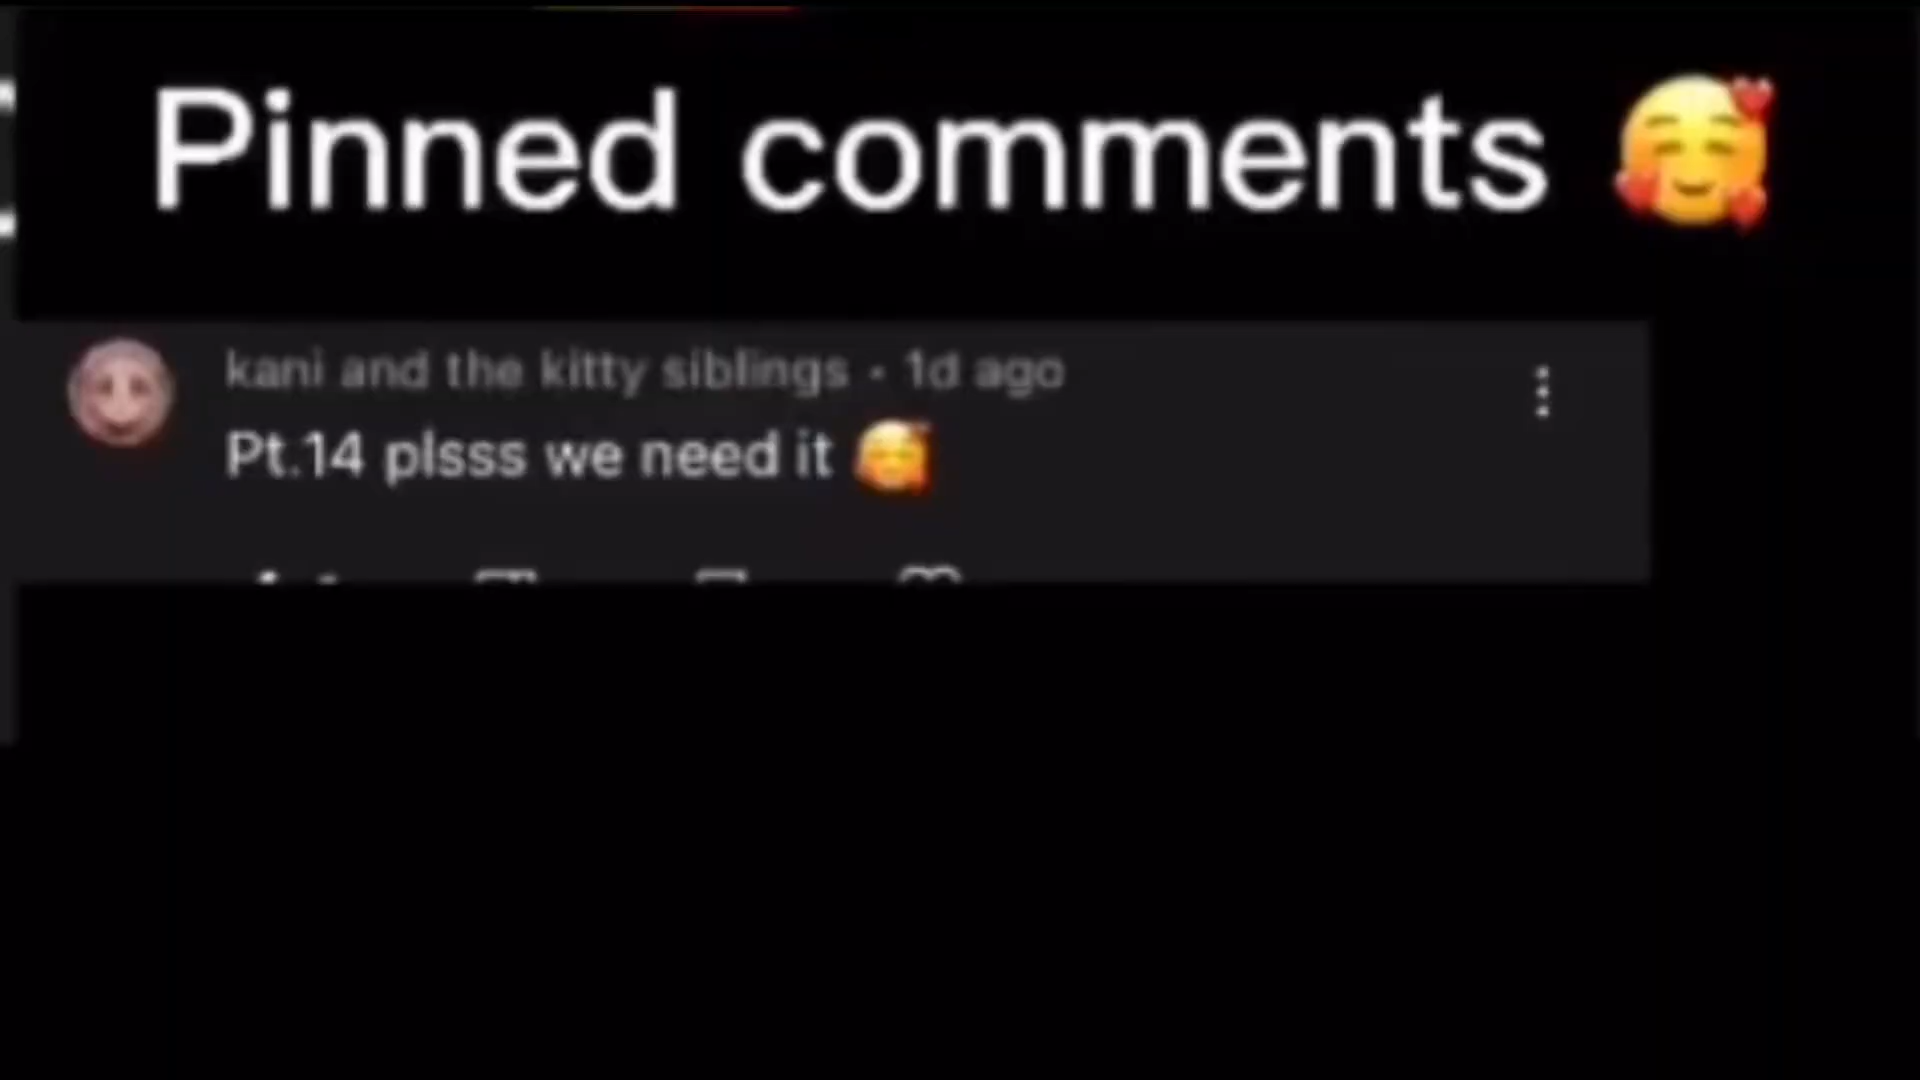 Pinned comments 🥰
kani and the kitty siblings • 1d ago
Pt.14 plsss we need it 🥰